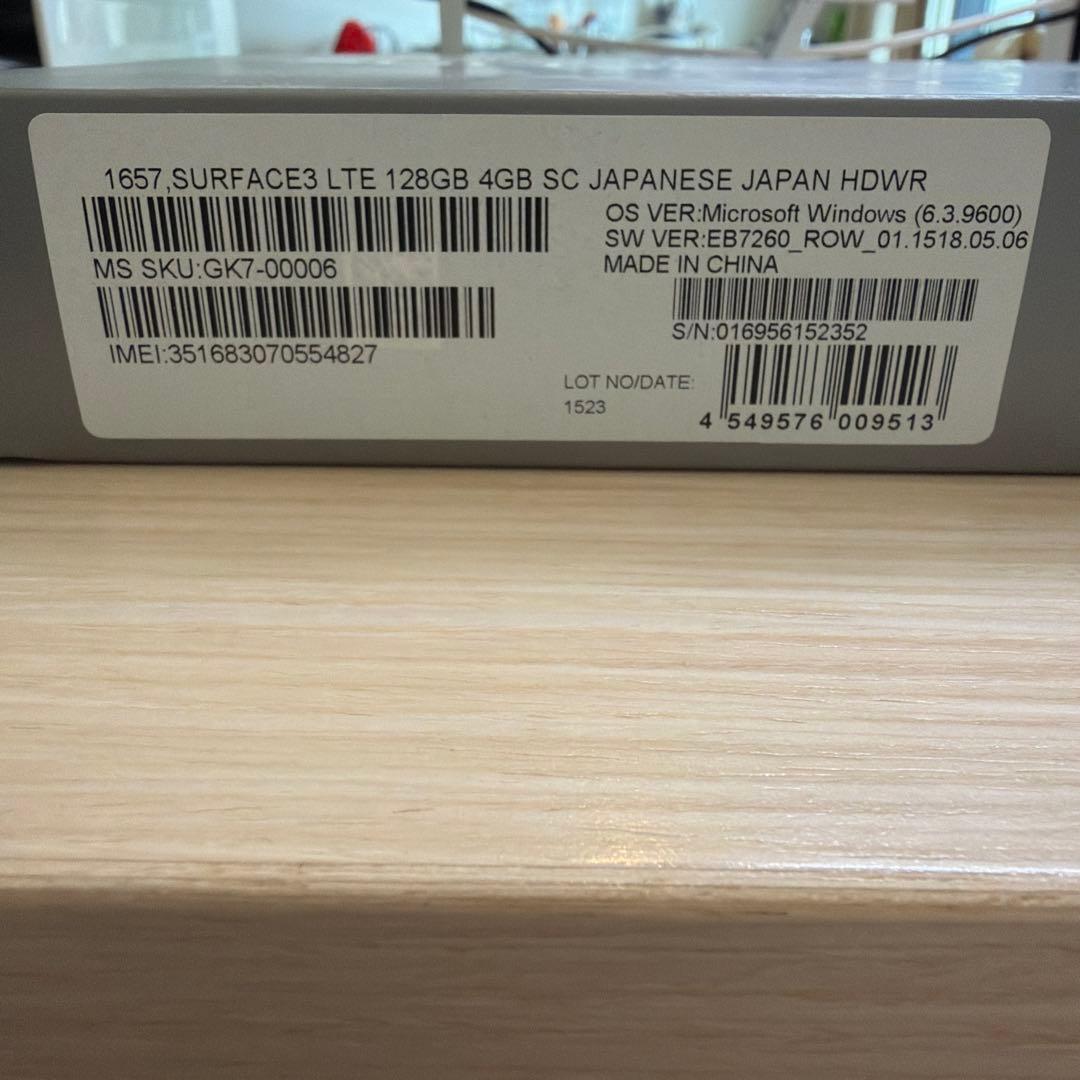 1657,SURFACE3 LTE 128GB 4GB SC JAPANESE JAPAN HDWR
OS VER:Microsoft Windows (6.3.9600)
SW VER:EB7260_ROW_01.1518.05.06
MADE IN CHINA
MS SKU:GK7-00006
S/N:016956152352
IMEI:351683070554827
LOT NO/DATE:
1523
4 549576 009513